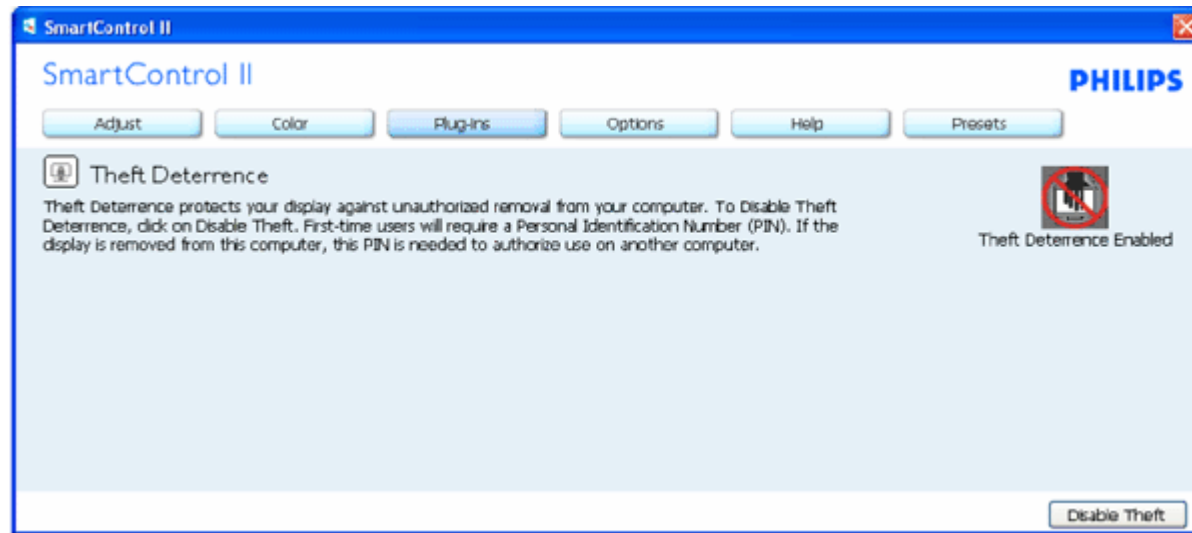 SmartControl II
SmartControl II
PHILIPS
Adjust Color Plug-Ins Options Help Presets
Theft Deterrence
Theft Deterrence protects your display against unauthorized removal from your computer. To Disable Theft
Deterrence, click on Disable Theft. First-time users will require a Personal Identification Number (PIN). If the
display is removed from this computer, this PIN is needed to authorize use on another computer.
Theft Deterrence Enabled
Disable Theft